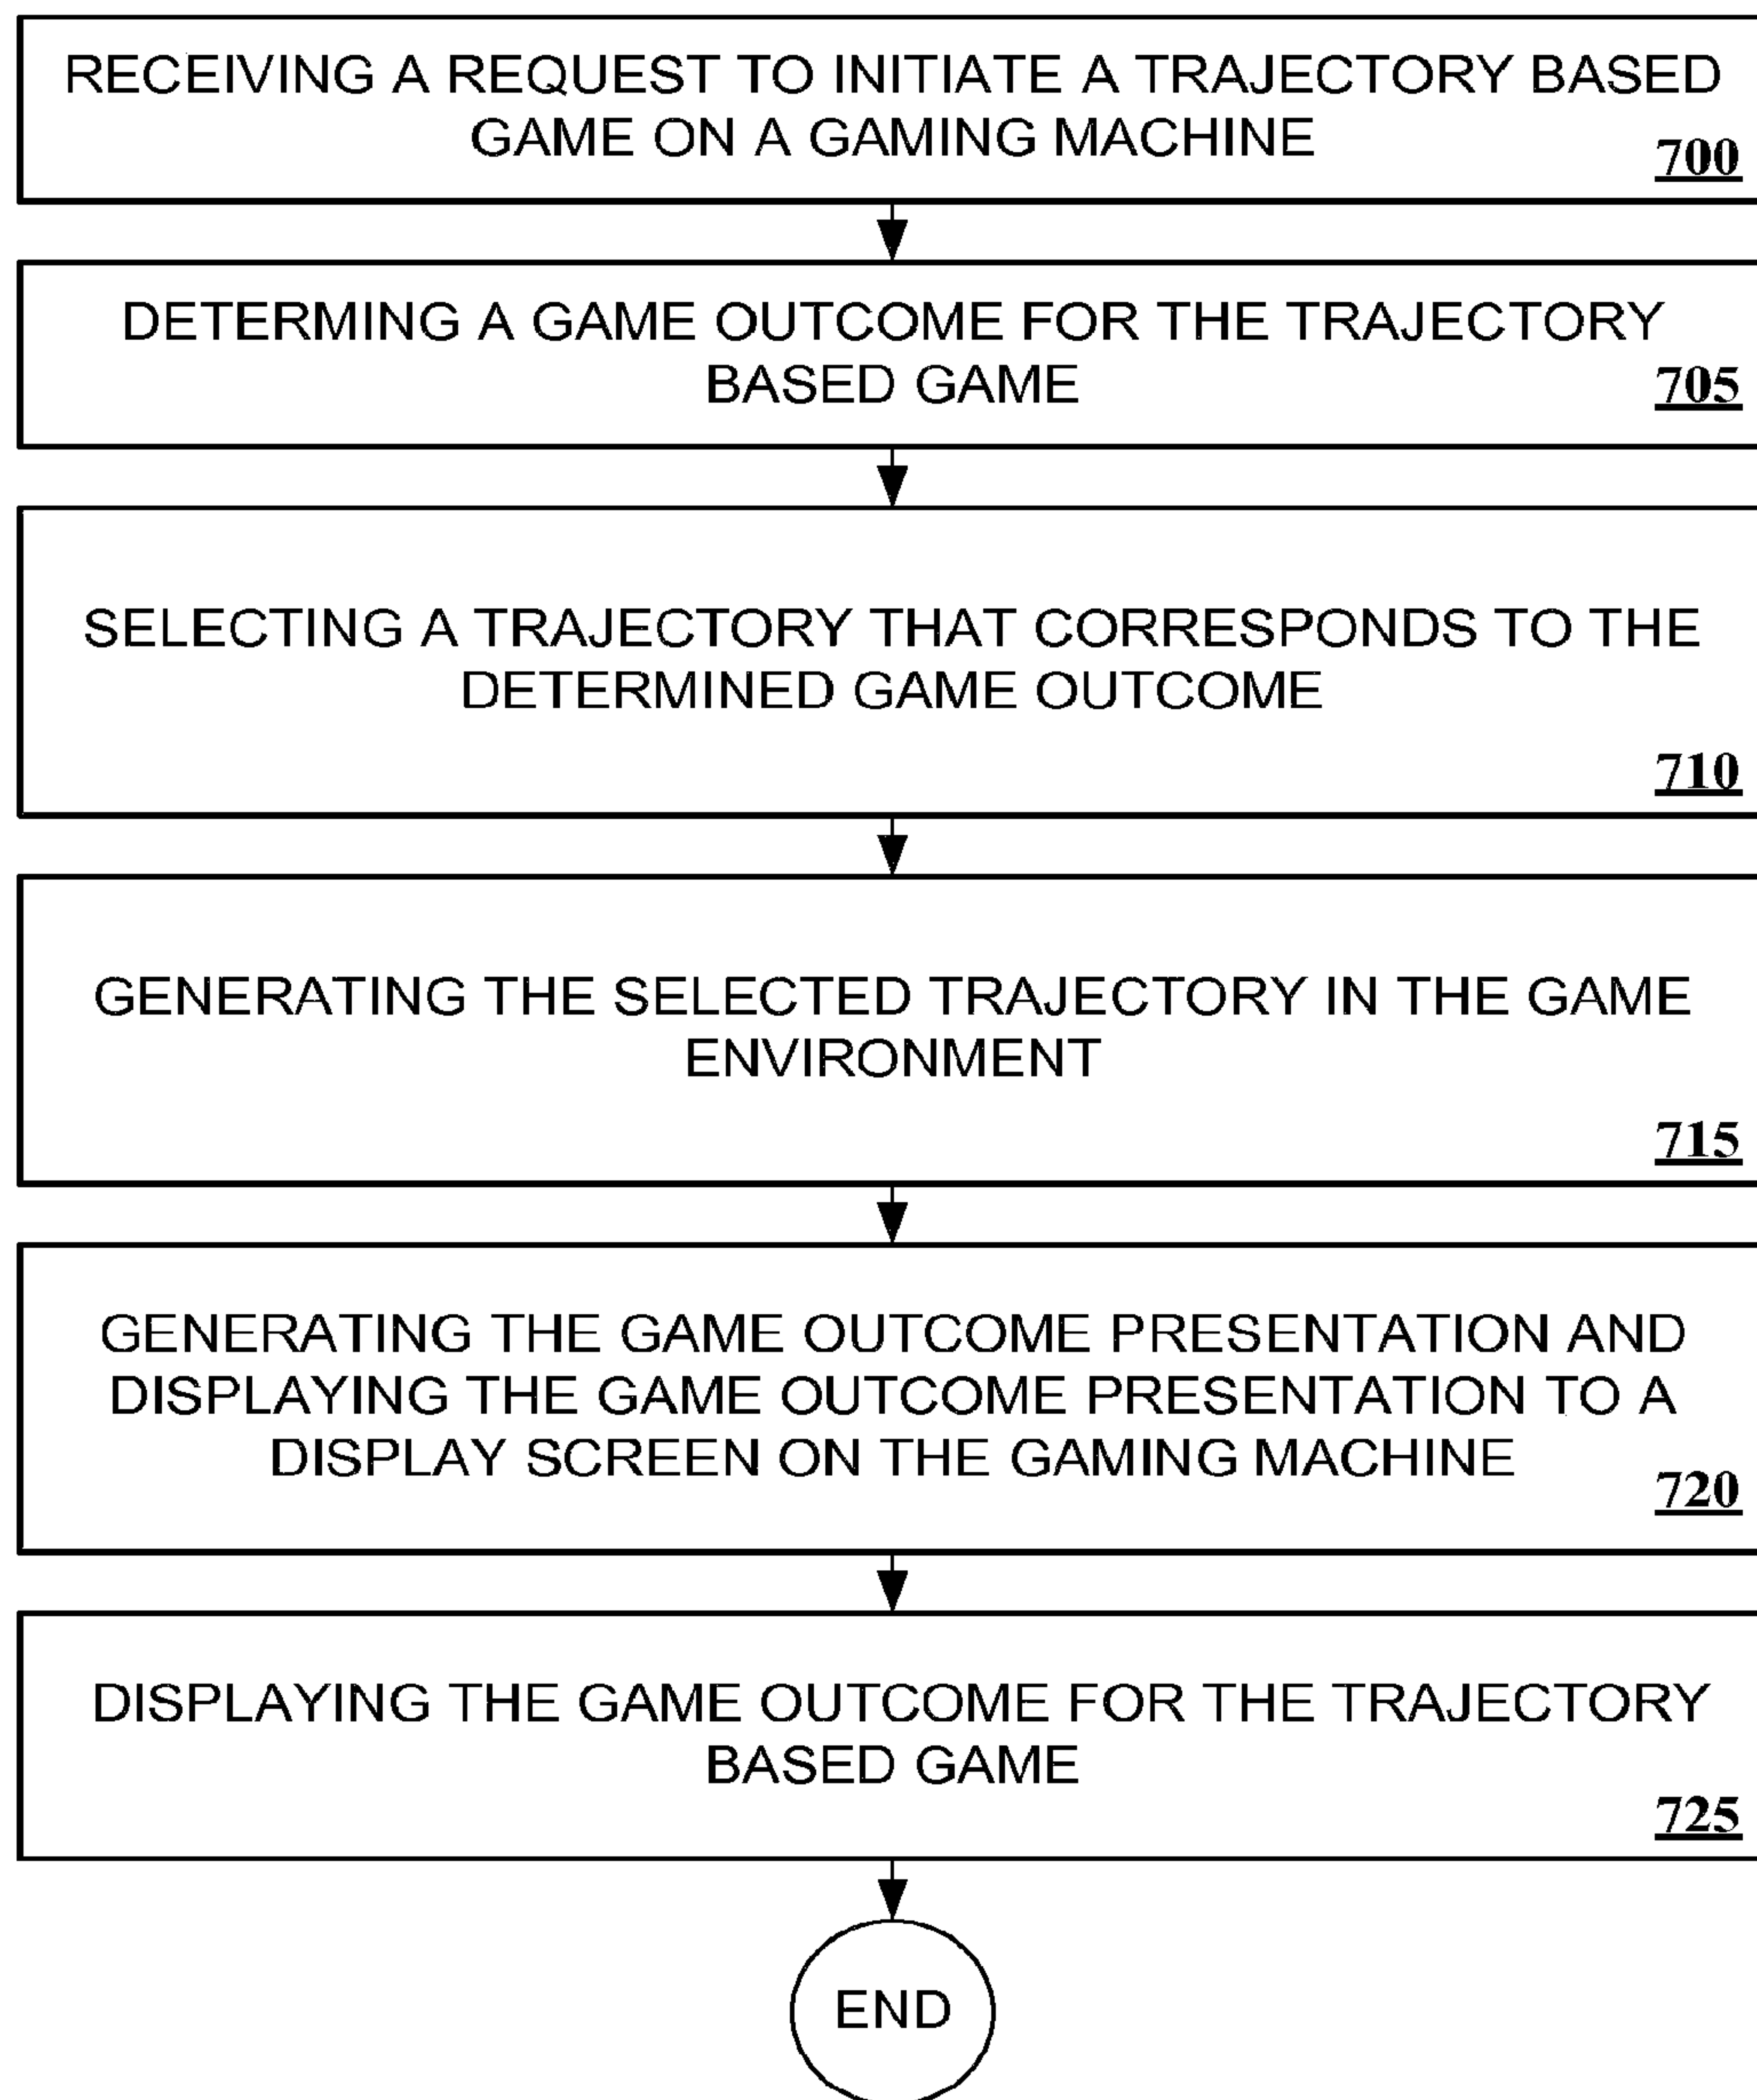 RECEIVING A REQUEST TO INITIATE A TRAJECTORY BASED
GAME ON A GAMING MACHINE
700
DETERMING A GAME OUTCOME FOR THE TRAJECTORY
BASED GAME
705
SELECTING A TRAJECTORY THAT CORRESPONDS TO THE
DETERMINED GAME OUTCOME
710
GENERATING THE SELECTED TRAJECTORY IN THE GAME
ENVIRONMENT
715
GENERATING THE GAME OUTCOME PRESENTATION AND
DISPLAYING THE GAME OUTCOME PRESENTATION TO A
DISPLAY SCREEN ON THE GAMING MACHINE
720
DISPLAYING THE GAME OUTCOME FOR THE TRAJECTORY
BASED GAME
725
END